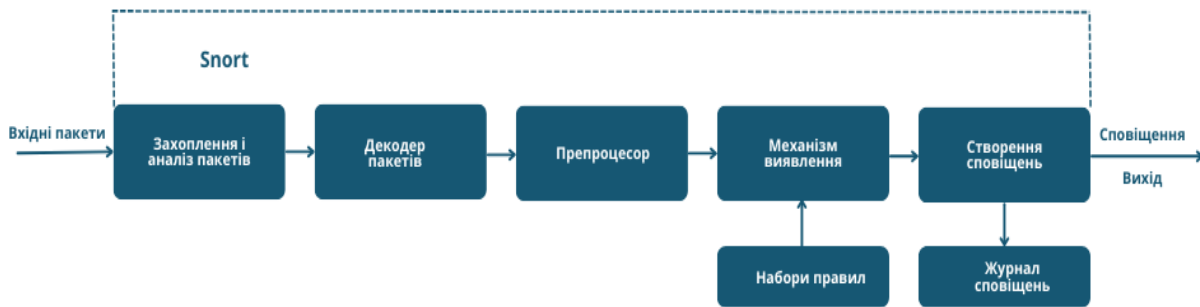 Snort
Вхідні пакети
Захоплення і
аналіз пакетів
Декодер
пакетів
Препроцесор
Механізм
виявлення
Створення
сповіщень
Сповіщення
Вихід
Набори правил
Журнал
сповіщень